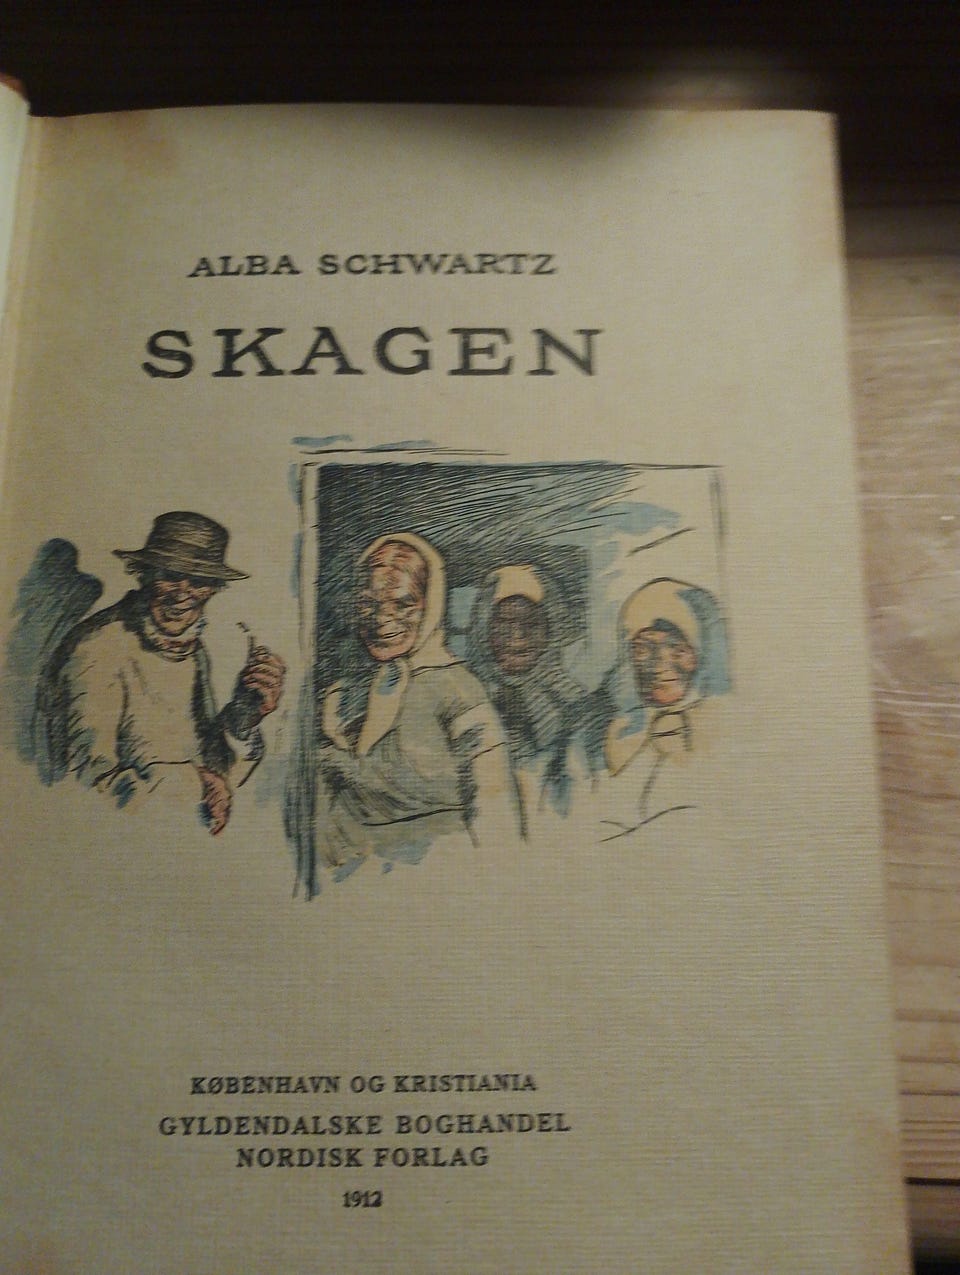 ALBA SCHWARTZ
SKAGEN
KØBENHAVN OG KRISTIANIA
GYLDENDALSKE BOGHANDEL
NORDISK FORLAG
1912